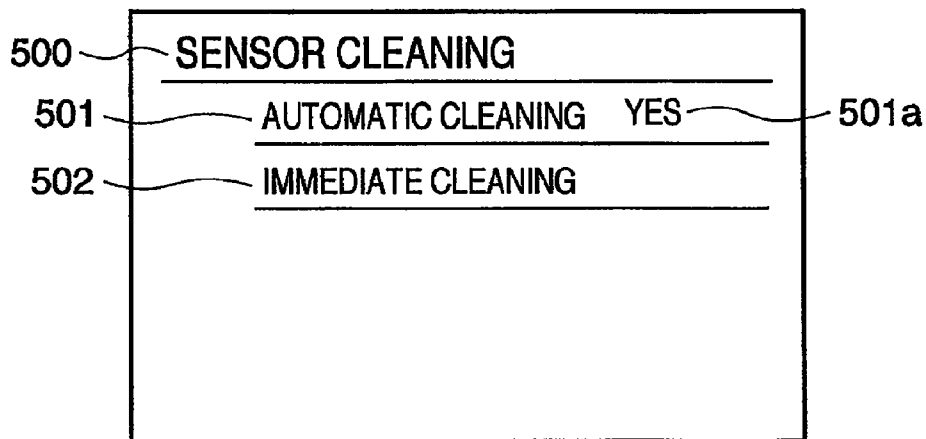 500 SENSOR CLEANING
501 AUTOMATIC CLEANING YES 501a
502 IMMEDIATE CLEANING